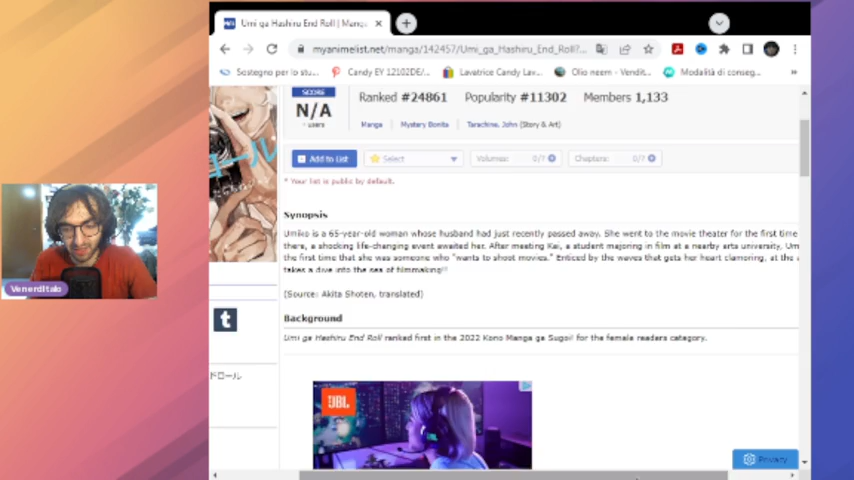 Umi ga Hashiru End Roll | Manga
myanimelist.net/manga/142457/Umi_ga_Hashiru_End_Roll?...
Sostegno per lo stu...
Candy EY 12102DE/...
Lavatrice Candy Lav...
Olio neem - Vendit...
Modalità di conseg...
»
SCORE
N/A
- users
Ranked #24861
Popularity #11302
Members 1,133
Manga
Mystery Bonita
Tarachine, John (Story & Art)
Add to List
Select
Volumes: 0/?
Chapters: 0/?
* Your list is public by default.
Synopsis
Umiko is a 65-year-old woman whose husband had just recently passed away. She went to the movie theater for the first time
there, a shocking life-changing event awaited her. After meeting Kai, a student majoring in film at a nearby arts university, Um
the first time that she was someone who "wants to shoot movies." Enticed by the waves that gets her heart clamoring, at the a
takes a dive into the sea of filmmaking!
(Source: Akita Shoten, translated)
Background
Umi ga Hashiru End Roll ranked first in the 2022 Kono Manga ga Sugoi! for the female readers category.
t
ドロール
JBL
Privacy
VenerdItalo